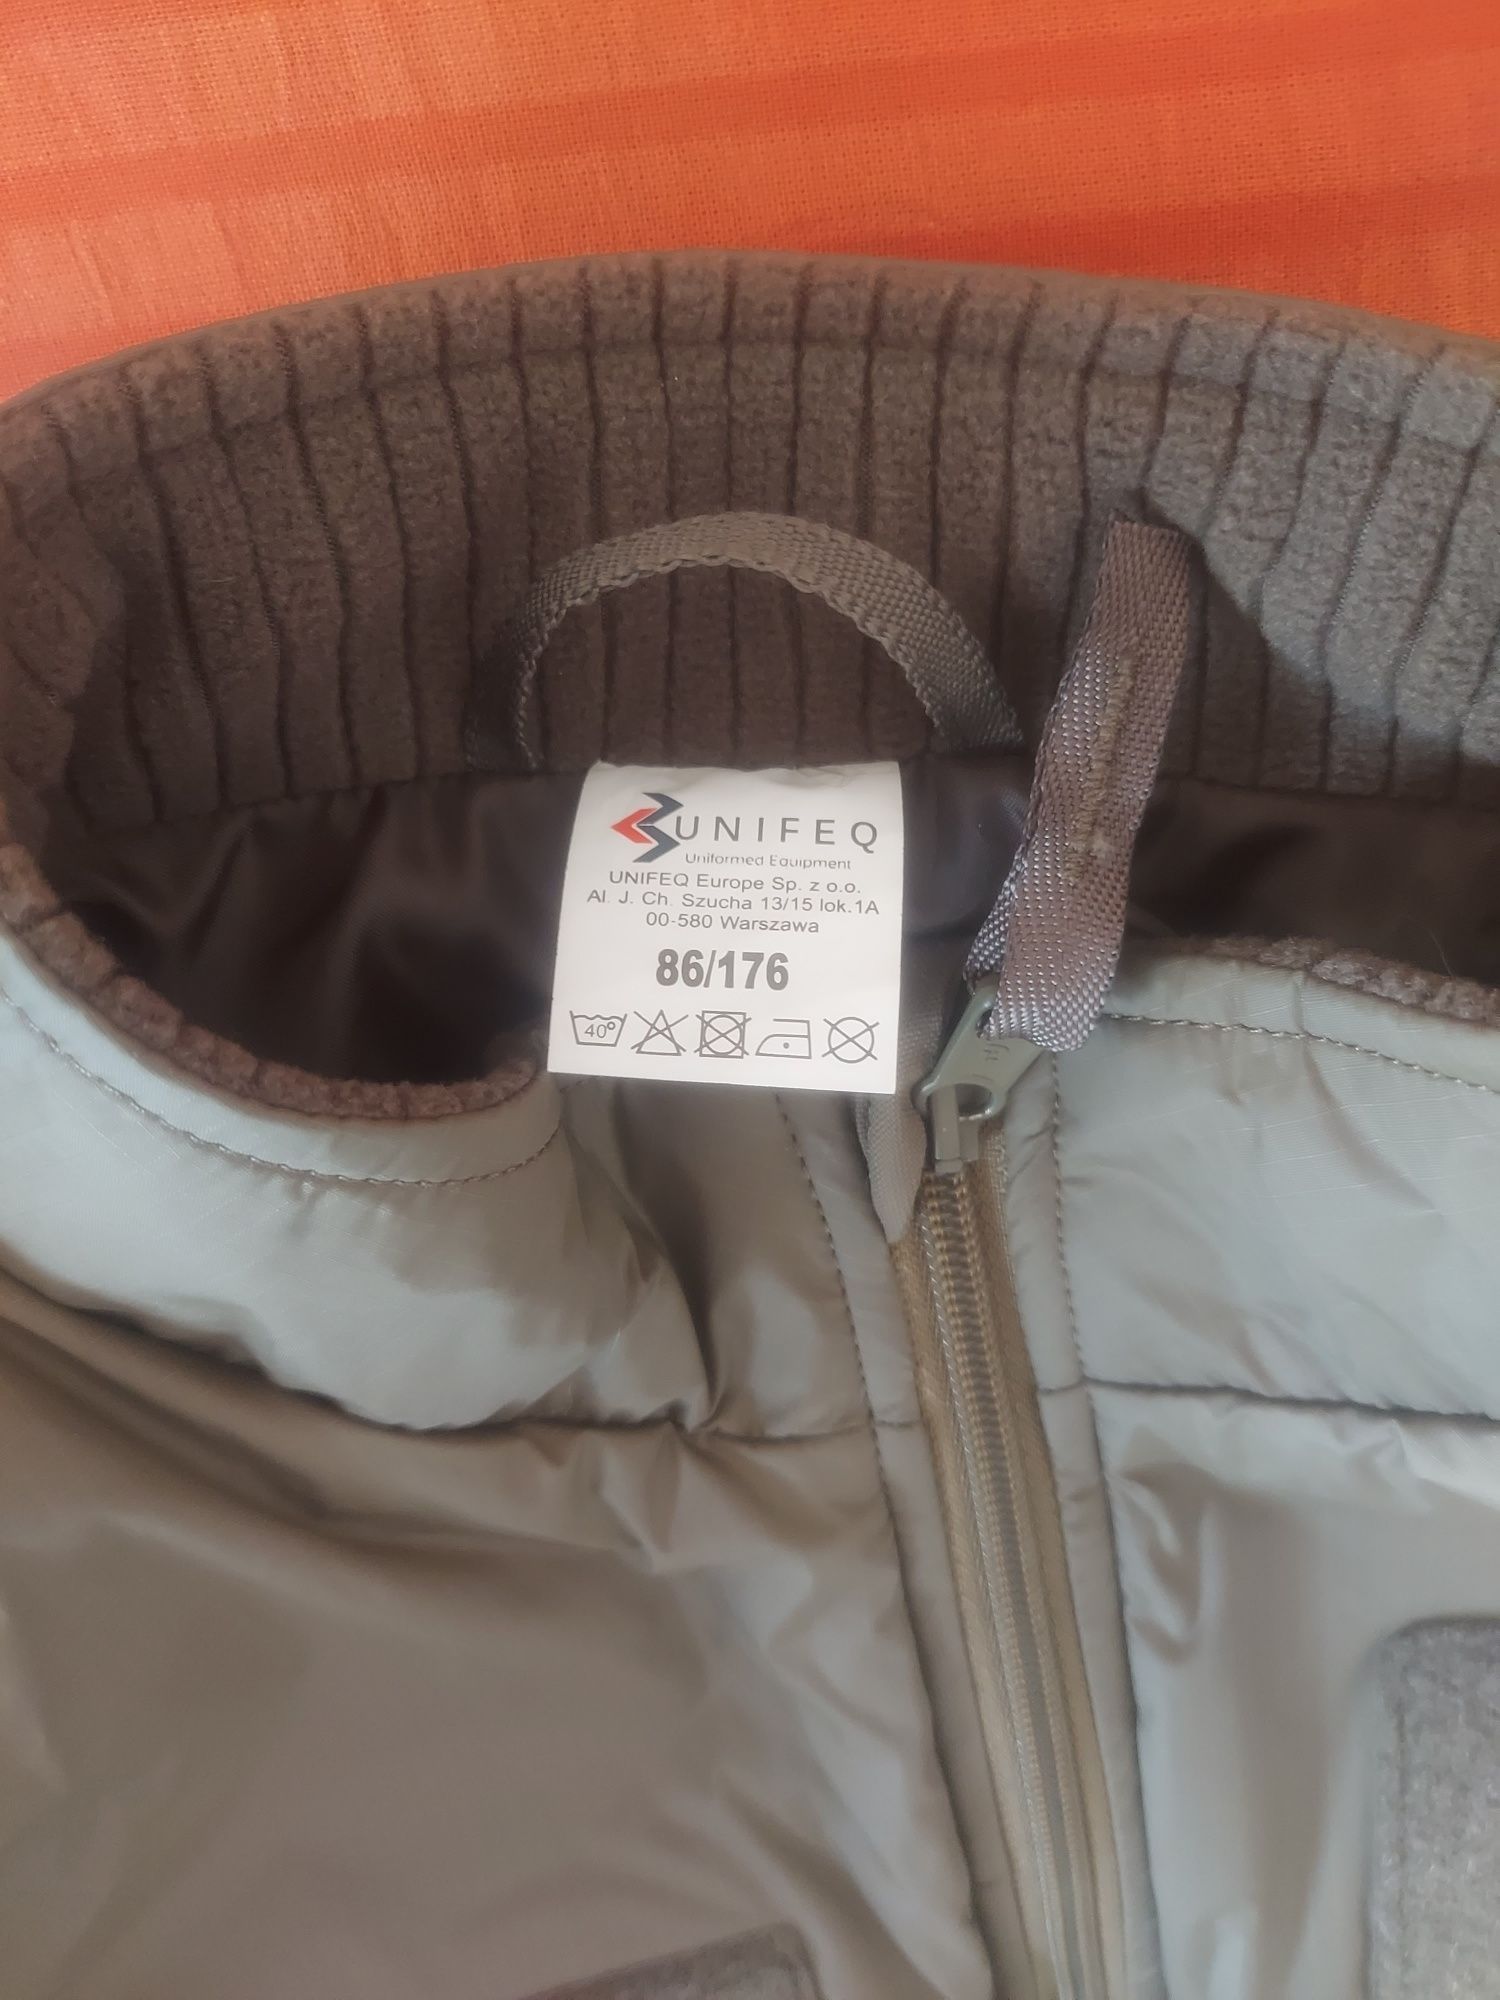 UNIFEQ
Uniformed Equipment
UNIFEQ Europe Sp. z o.o.
Al. J. Ch. Szucha 13/15 lok.1A
00-580 Warszawa
86/176
40°